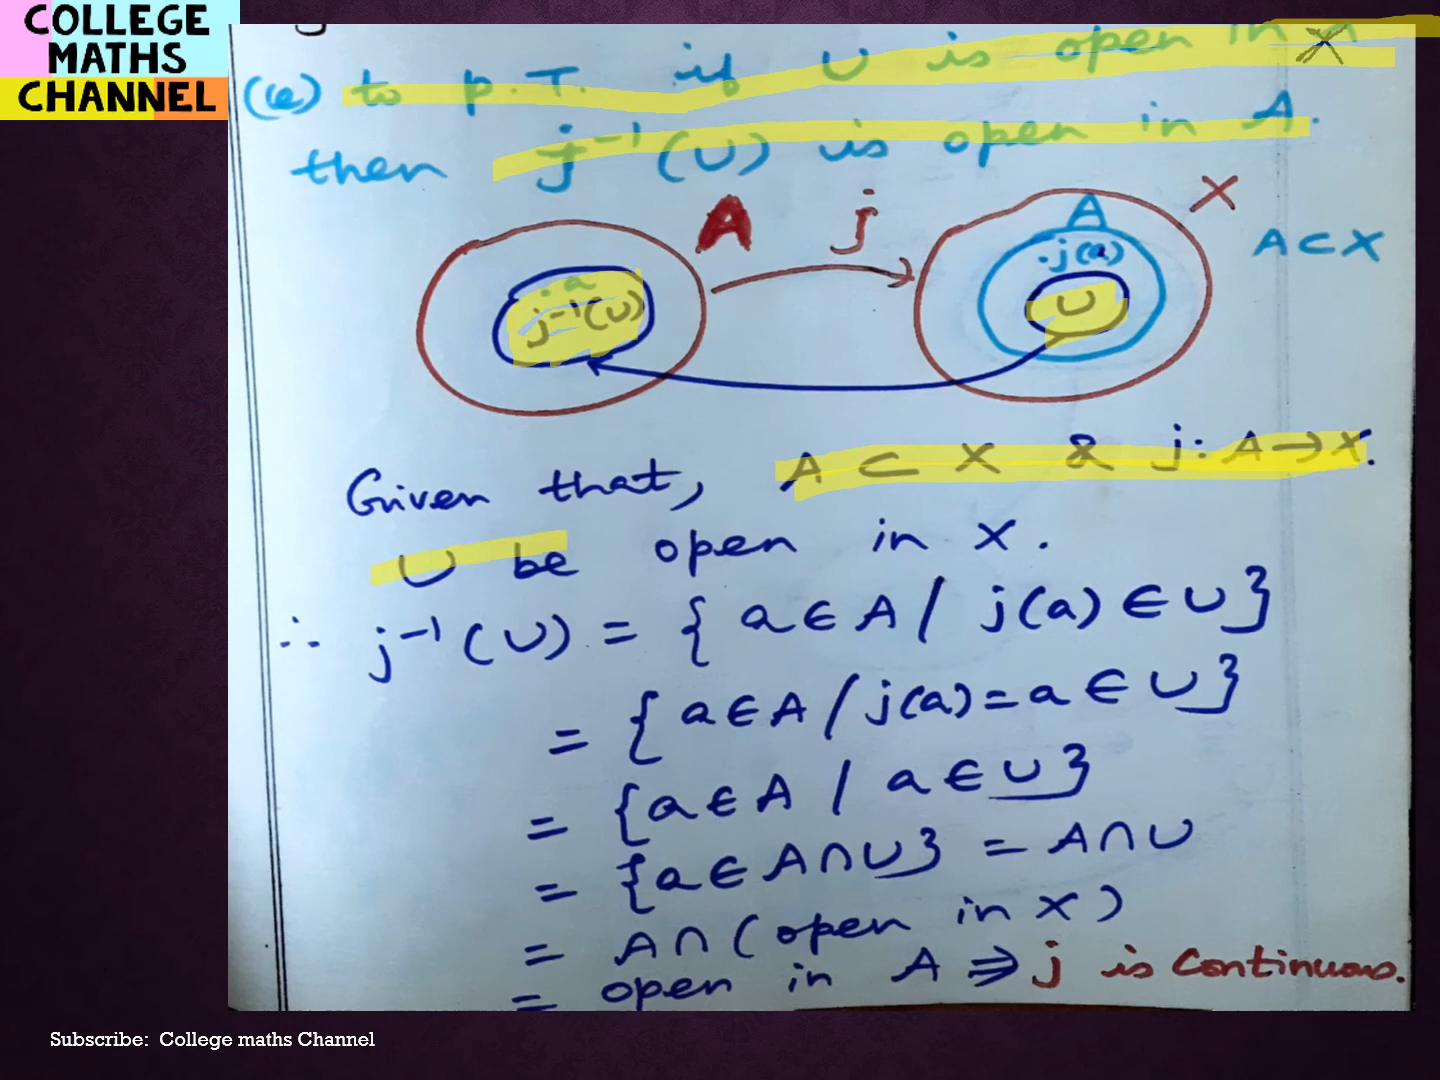 COLLEGE
MATHS
CHANNEL
(ie) to p.T. if U is open in X
then j⁻¹(U) is open in A.
A j A X
.j(a) A⊂X
.a
j⁻¹(U) U
Given that, A ⊂ X & j: A→X.
U be open in X.
∴ j⁻¹(U) = { a∈A / j(a) ∈ U}
= { a∈A / j(a)=a ∈ U}
= {a∈A / a∈U}
= {a∈A∩U} = A∩U
= A∩(open in X)
= open in A ⇒ j is continuous.
Subscribe: College maths Channel